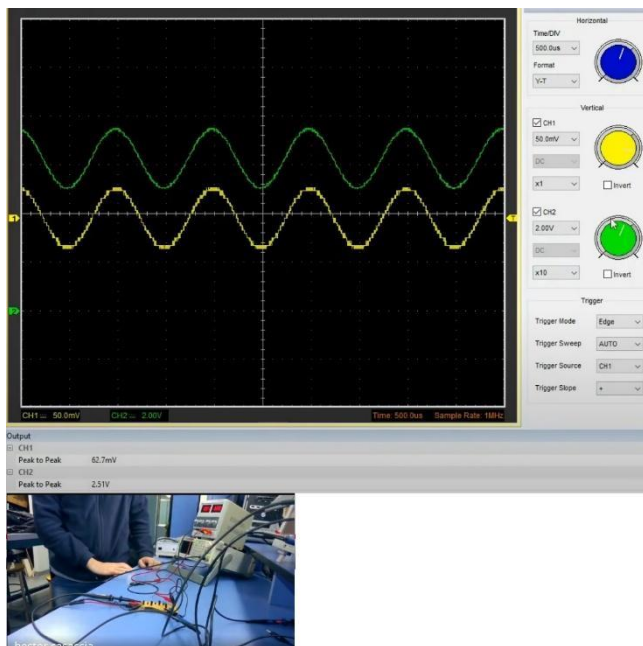 Horizontal
Time/DIV
500.0us
Format
Y-T
Vertical
CH1
50.0mV
DC
x1
Invert
CH2
2.00V
DC
x10
Invert
Trigger
Trigger Mode
Edge
Trigger Sweep
AUTO
Trigger Source
CH1
Trigger Slope
+
1
T
2
CH1 50.0mV
CH2 2.00V
Time: 500.0us
Sample Rate: 1MHz
Output
CH1
Peak to Peak 62.7mV
CH2
Peak to Peak 2.51V